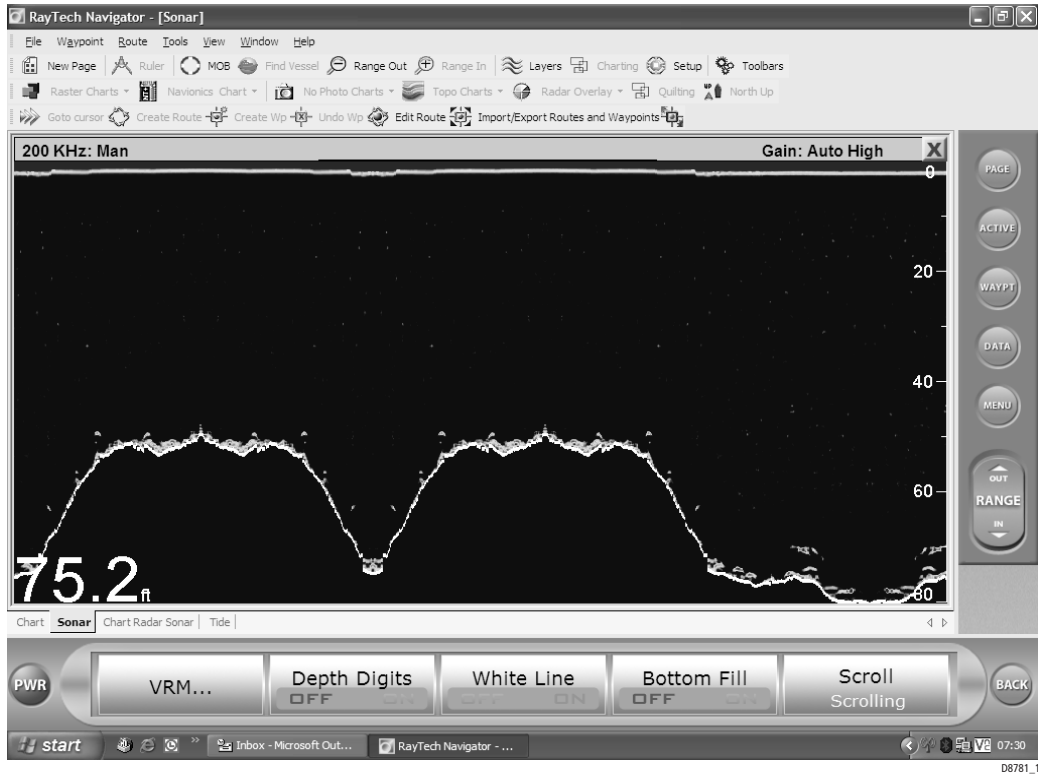 RayTech Navigator - [Sonar]
File Waypoint Route Tools View Window Help
New Page Ruler MOB Find Vessel Range Out Range In Layers Charting Setup Toolbars
Raster Charts Navionics Chart No Photo Charts Topo Charts Radar Overlay Quilting North Up
Goto cursor Create Route Create Wp Undo Wp Edit Route Import/Export Routes and Waypoints
200 KHz: Man Gain: Auto High X
0
20
40
60
80
75.2ft
PAGE
ACTIVE
WAYPT
DATA
MENU
OUT
RANGE
IN
Chart Sonar Chart Radar Sonar Tide
PWR
VRM...
Depth Digits
OFF ON
White Line
OFF ON
Bottom Fill
OFF ON
Scroll
Scrolling
BACK
start Inbox - Microsoft Out... RayTech Navigator - ... 07:30
D8781_1